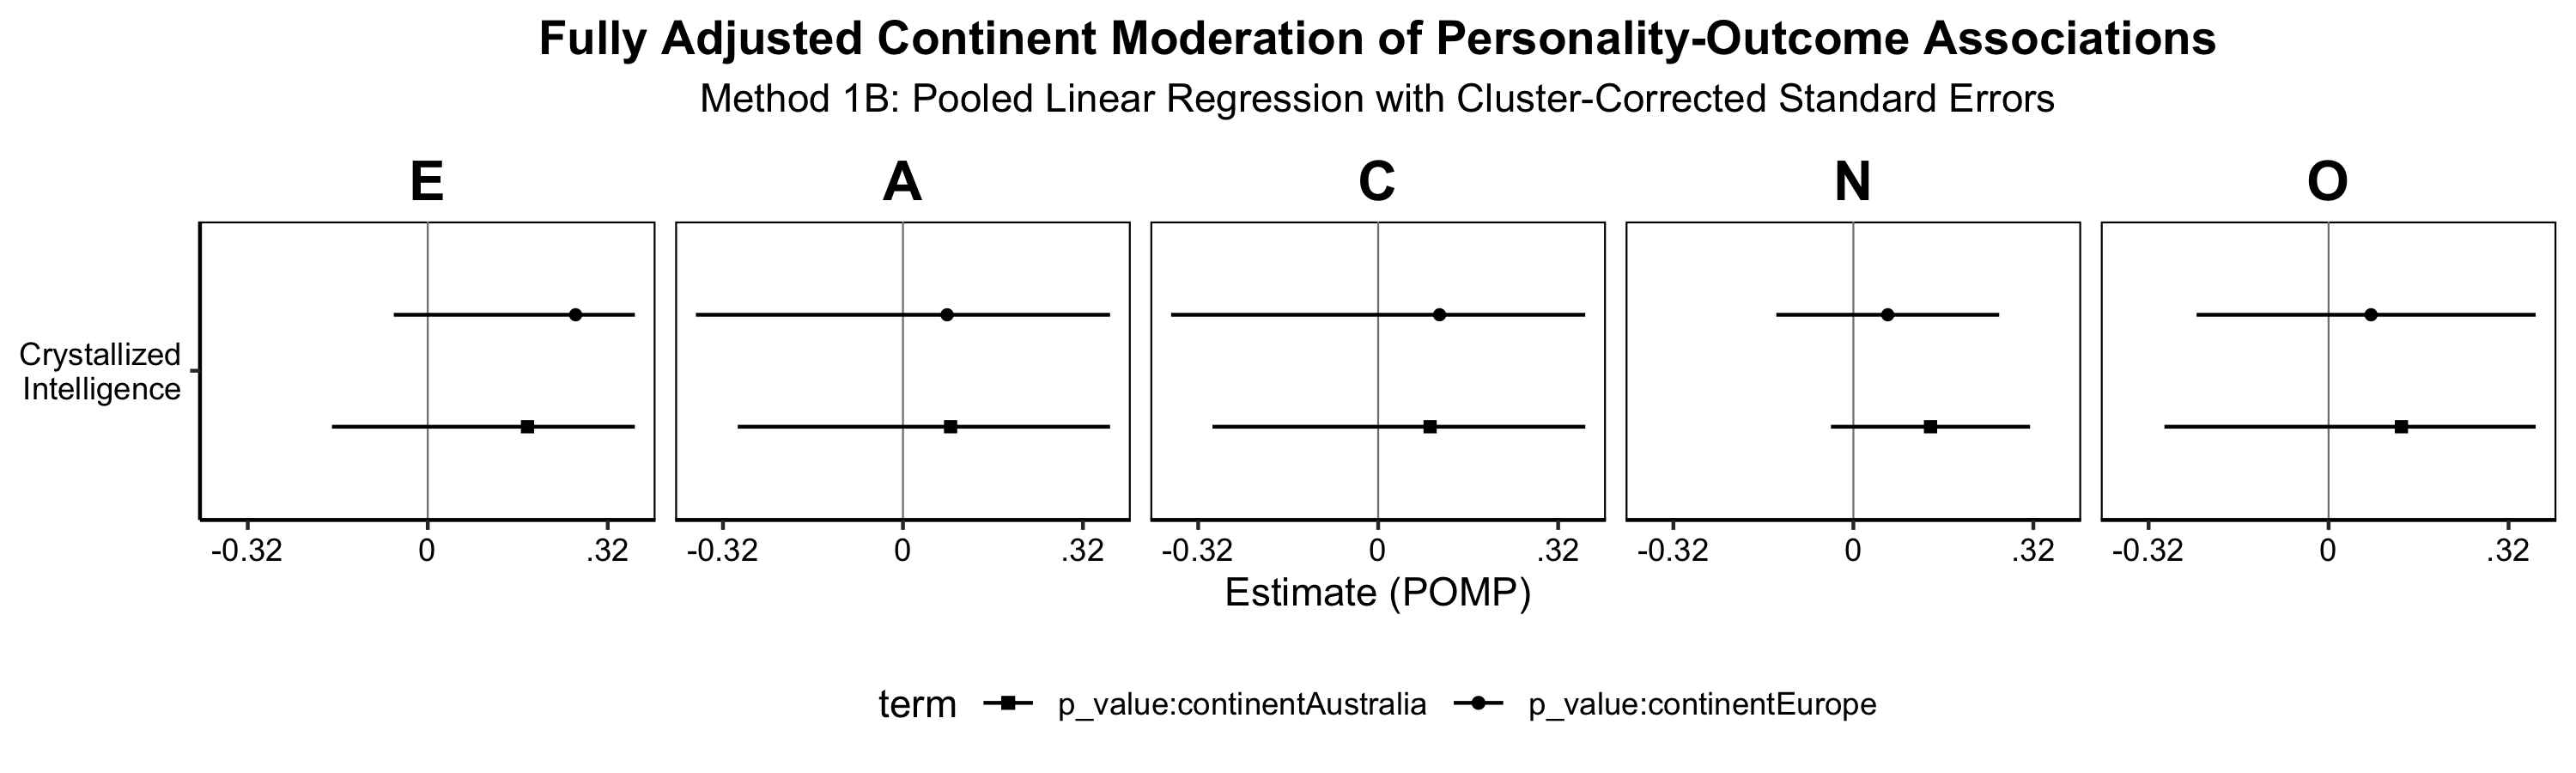 Fully Adjusted Continent Moderation of Personality-Outcome Associations
Method 1B: Pooled Linear Regression with Cluster-Corrected Standard Errors
E A C N O
Crystallized
Intelligence
-0.32 0 .32 -0.32 0 .32 -0.32 0 .32 -0.32 0 .32 -0.32 0 .32
Estimate (POMP)
term p_value:continentAustralia p_value:continentEurope